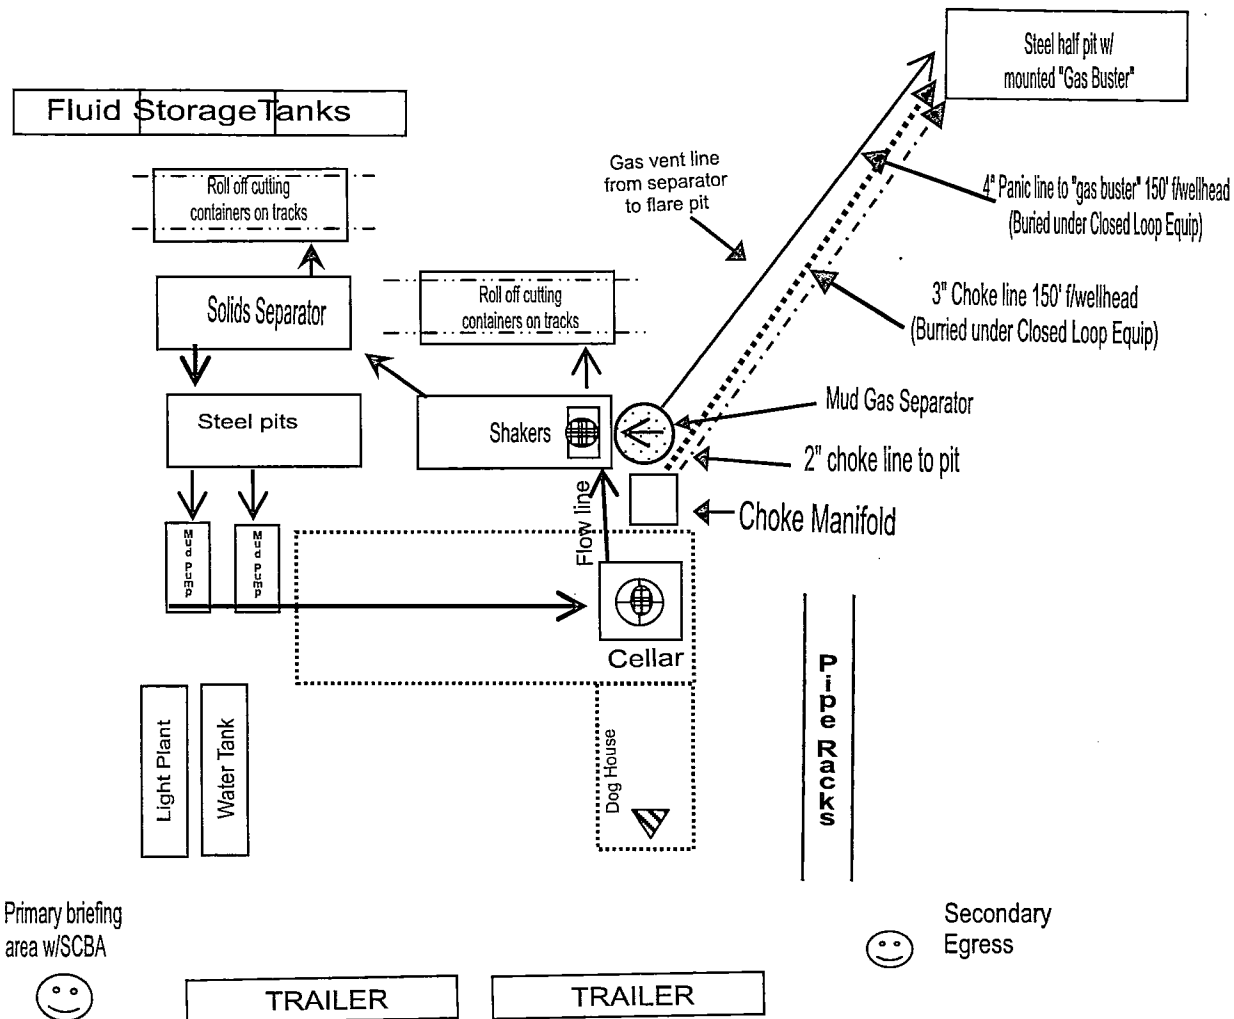 Steel half pit w/
mounted "Gas Buster"
Fluid StorageTanks
Gas vent line
from separator
to flare pit
Roll off cutting
containers on tracks
4" Panic line to "gas buster" 150' f/wellhead
(Buried under Closed Loop Equip)
Solids Separator
Roll off cutting
containers on tracks
3" Choke line 150' f/wellhead
(Burried under Closed Loop Equip)
Mud Gas Separator
Steel pits
Shakers
2" choke line to pit
Flow line
Choke Manifold
Mud Pump
Mud Pump
Cellar
Pipe Racks
Light Plant
Water Tank
Dog House
Primary briefing
area w/SCBA
Secondary
Egress
TRAILER
TRAILER